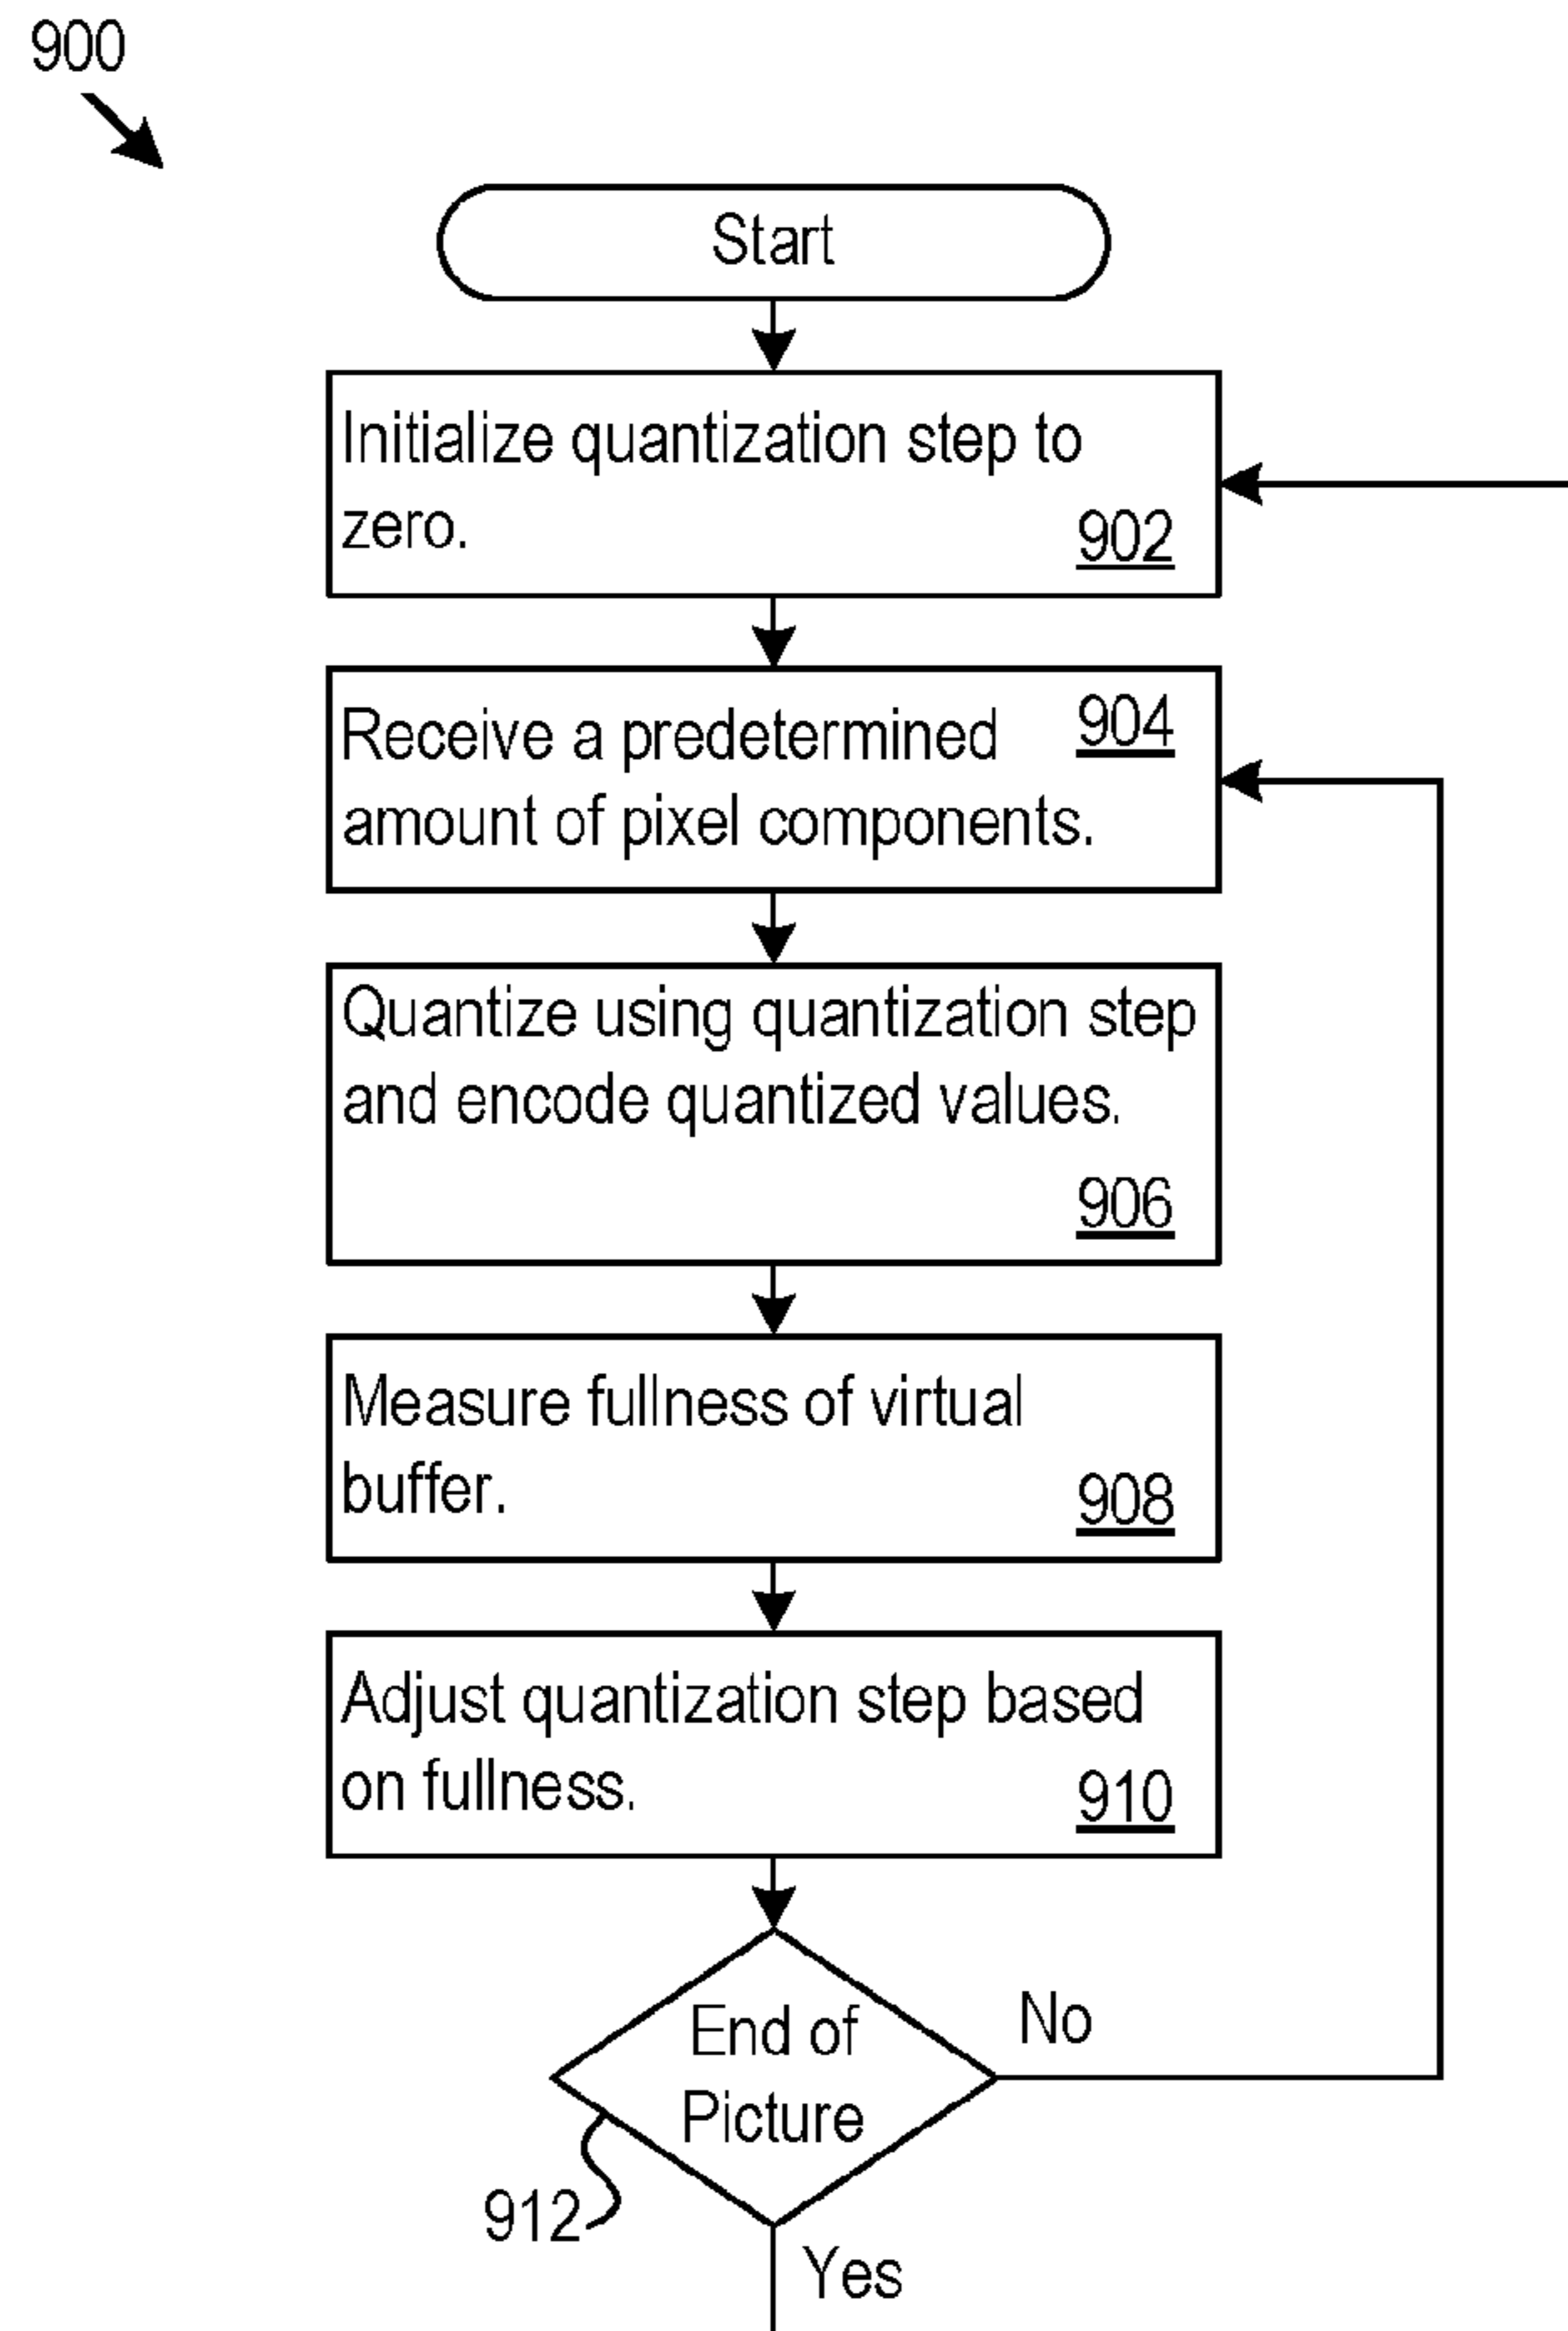 900
Start
Initialize quantization step to
zero.
902
Receive a predetermined
904
amount of pixel components.
Quantize using quantization step
and encode quantized values.
906
Measure fullness of virtual
buffer.
908
Adjust quantization step based
on fullness.
910
End of
Picture
No
912
Yes